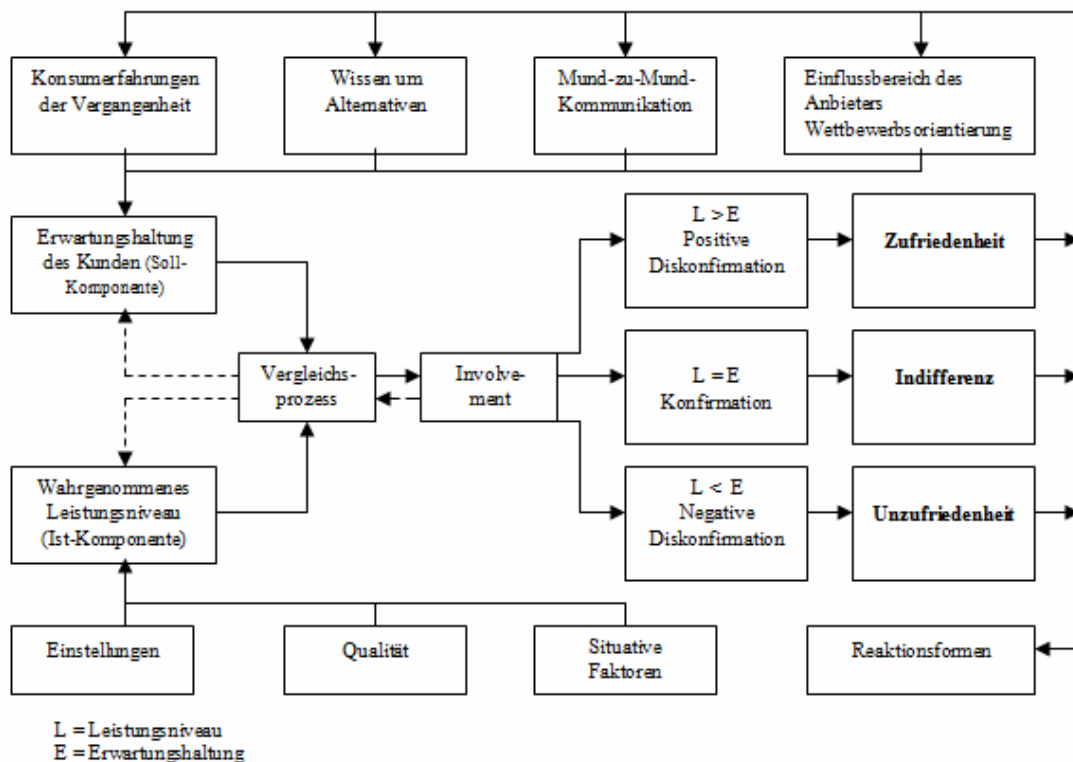 Konsumerfahrungen
der Vergangenheit
Wissen um
Alternativen
Mund-zu-Mund-
Kommunikation
Einflussbereich des
Anbieters
Wettbewerbsorientierung
Erwartungshaltung
des Kunden (Soll-
Komponente)
L > E
Positive
Diskonfirmation
Zufriedenheit
Vergleichs-
prozess
Involve-
ment
L = E
Konfirmation
Indifferenz
Wahrgenommenes
Leistungsniveau
(Ist-Komponente)
L < E
Negative
Diskonfirmation
Unzufriedenheit
Einstellungen
Qualität
Situative
Faktoren
Reaktionsformen
L = Leistungsniveau
E = Erwartungshaltung